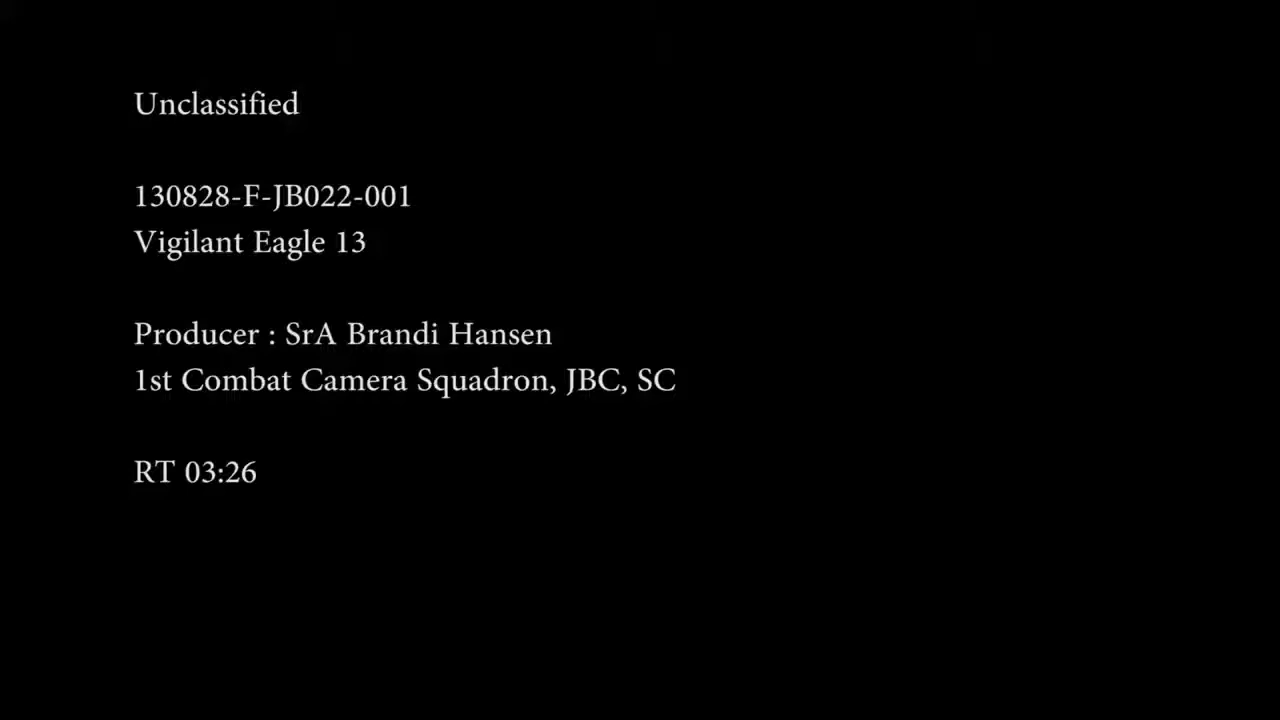 Unclassified
130828-F-JB022-001
Vigilant Eagle 13
Producer : SrA Brandi Hansen
1st Combat Camera Squadron, JBC, SC
RT 03:26